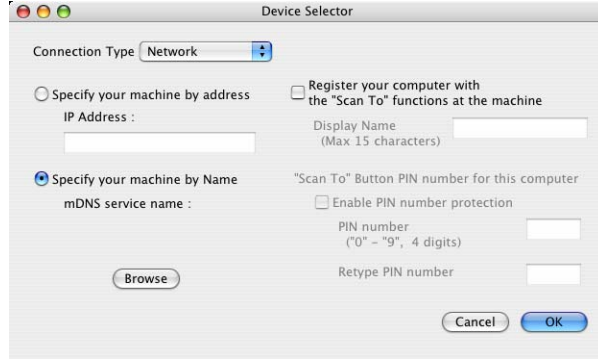 Device Selector
Connection Type Network
Specify your machine by address
IP Address :
Specify your machine by Name
mDNS service name :
Browse
Register your computer with
the "Scan To" functions at the machine
Display Name
(Max 15 characters)
"Scan To" Button PIN number for this computer
Enable PIN number protection
PIN number
("0" – "9", 4 digits)
Retype PIN number
Cancel OK